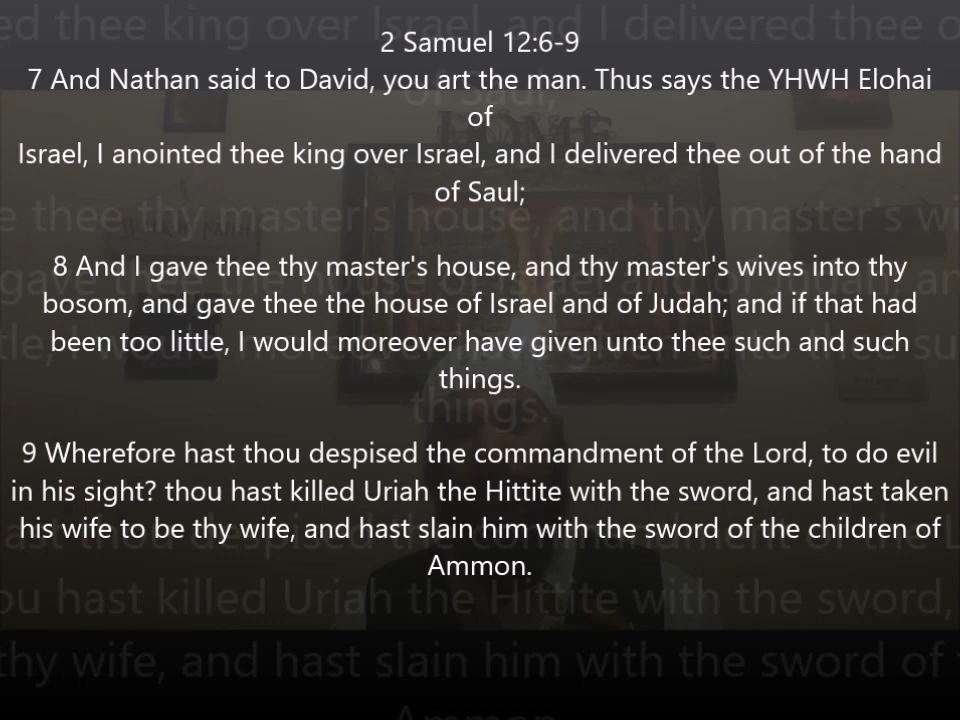 2 Samuel 12:6-9
7 And Nathan said to David, you art the man. Thus says the YHWH Elohai
of
Israel, I anointed thee king over Israel, and I delivered thee out of the hand
of Saul;
8 And I gave thee thy master's house, and thy master's wives into thy
bosom, and gave thee the house of Israel and of Judah; and if that had
been too little, I would moreover have given unto thee such and such
things.
9 Wherefore hast thou despised the commandment of the Lord, to do evil
in his sight? thou hast killed Uriah the Hittite with the sword, and hast taken
his wife to be thy wife, and hast slain him with the sword of the children of
Ammon.